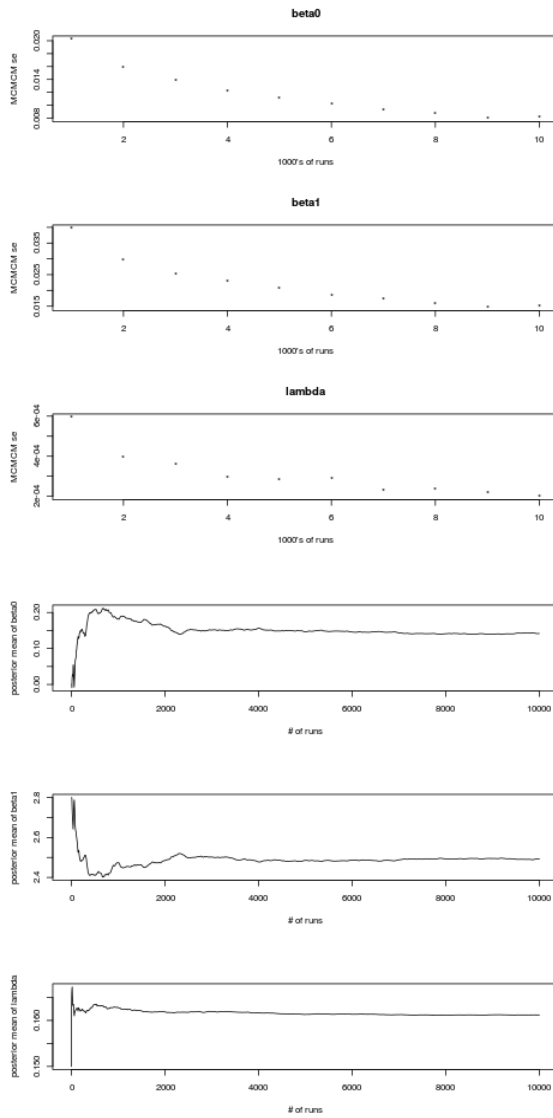 beta0
MCMCM se
0.008 0.014 0.020
2 4 6 8 10
1000's of runs
beta1
MCMCM se
0.015 0.025 0.035
2 4 6 8 10
1000's of runs
lambda
MCMCM se
2e-04 4e-04 6e-04
2 4 6 8 10
1000's of runs
posterior mean of beta0
0.00 0.10 0.20
0 2000 4000 6000 8000 10000
# of runs
posterior mean of beta1
2.4 2.6 2.8
0 2000 4000 6000 8000 10000
# of runs
posterior mean of lambda
0.150 0.160
0 2000 4000 6000 8000 10000
# of runs